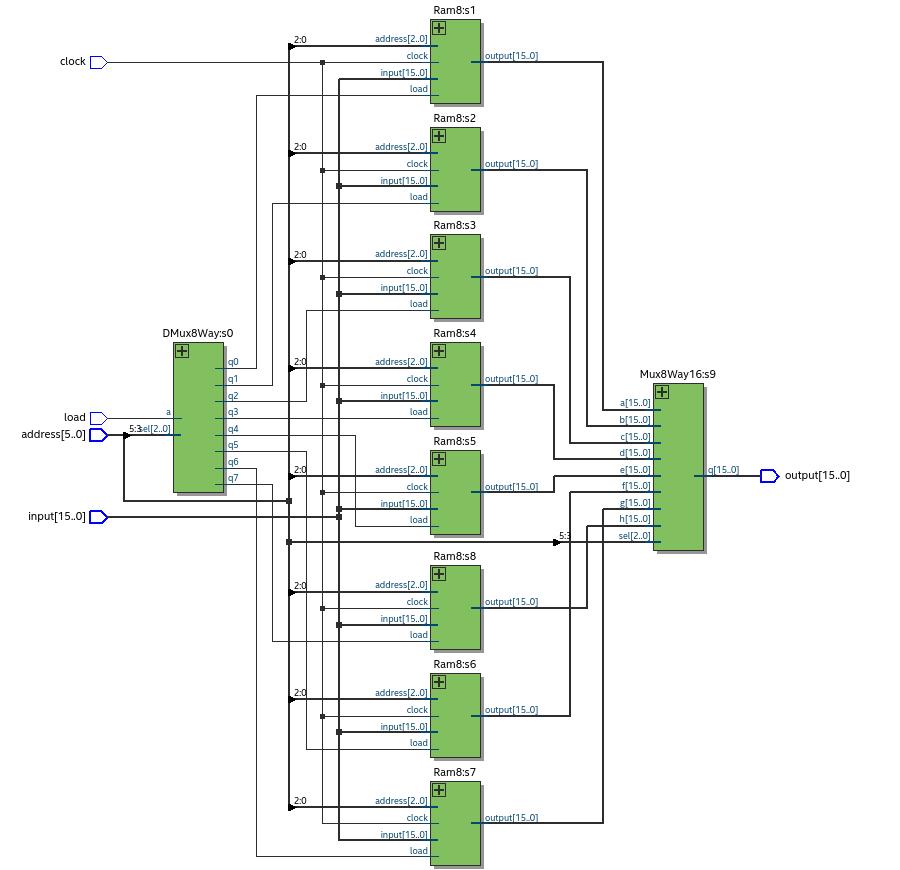 Ram8:s1
2:0
address[2..0]
clock
clock
output[15..0]
input[15..0]
load
Ram8:s2
2:0
address[2..0]
clock
output[15..0]
input[15..0]
load
Ram8:s3
2:0
address[2..0]
clock
output[15..0]
input[15..0]
load
DMux8Way:s0
Ram8:s4
q0
2:0
address[2..0]
q1
clock
output[15..0]
q2
input[15..0]
load
a
q3
load
address[5..0]
5:3
sel[2..0]
q4
q5
q6
q7
Ram8:s5
2:0
address[2..0]
clock
output[15..0]
input[15..0]
input[15..0]
load
Mux8Way16:s9
a[15..0]
b[15..0]
c[15..0]
d[15..0]
e[15..0]
q[15..0]
output[15..0]
f[15..0]
g[15..0]
h[15..0]
5:3
sel[2..0]
Ram8:s8
2:0
address[2..0]
clock
output[15..0]
input[15..0]
load
Ram8:s6
2:0
address[2..0]
clock
output[15..0]
input[15..0]
load
Ram8:s7
2:0
address[2..0]
clock
output[15..0]
input[15..0]
load